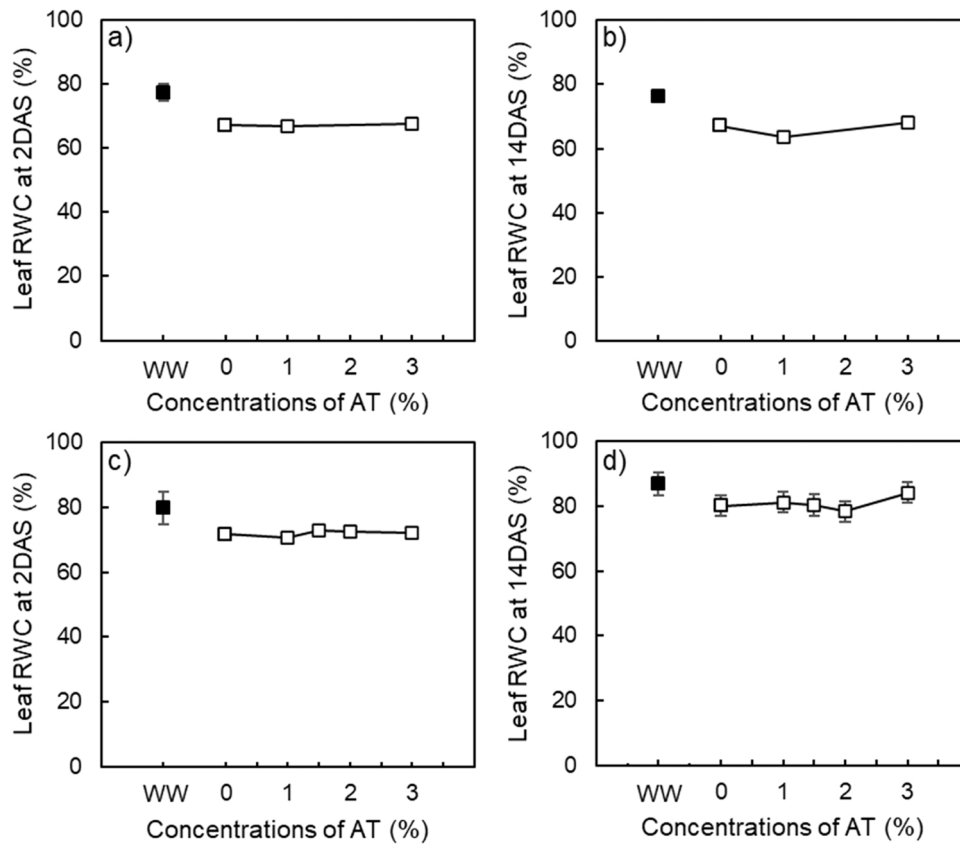 a)
Leaf RWC at 2DAS (%)
100
80
60
40
20
0
WW 0 1 2 3
Concentrations of AT (%)
b)
Leaf RWC at 14DAS (%)
100
80
60
40
20
0
WW 0 1 2 3
Concentrations of AT (%)
c)
Leaf RWC at 2DAS (%)
100
80
60
40
20
0
WW 0 1 2 3
Concentrations of AT (%)
d)
Leaf RWC at 14DAS (%)
100
80
60
40
20
0
WW 0 1 2 3
Concentrations of AT (%)